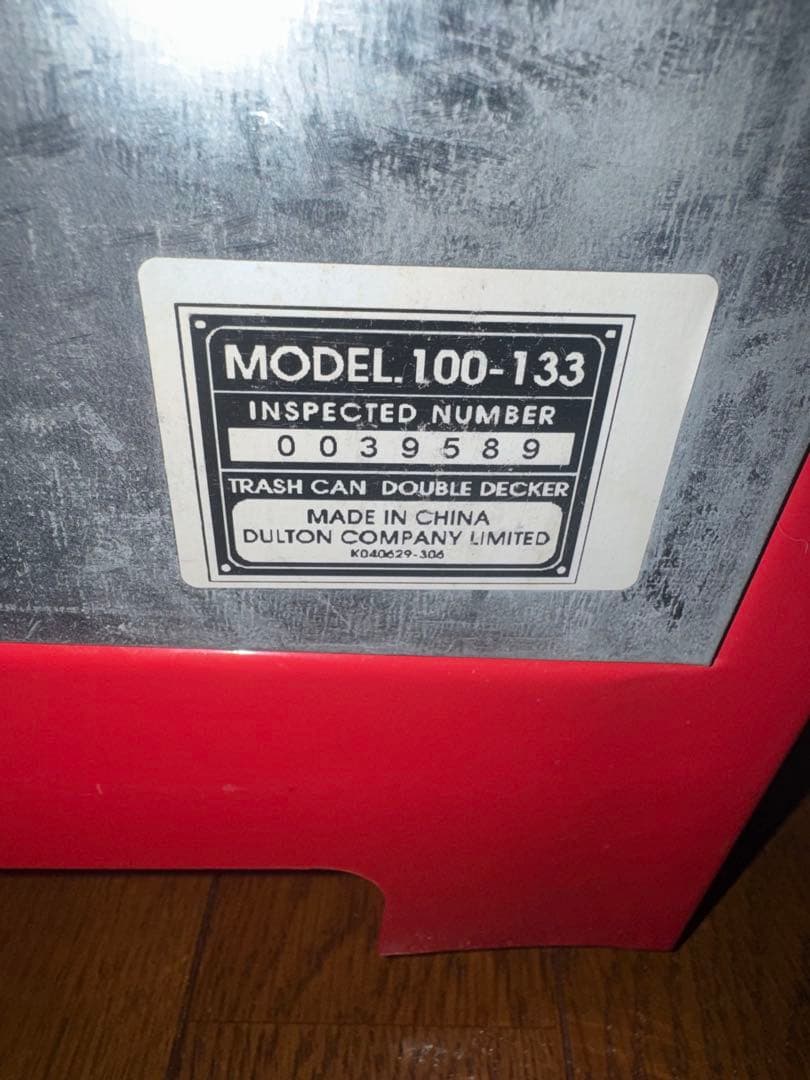 MODEL.100-133
INSPECTED NUMBER
0039589
TRASH CAN DOUBLE DECKER
MADE IN CHINA
DULTON COMPANY LIMITED
K040629-306